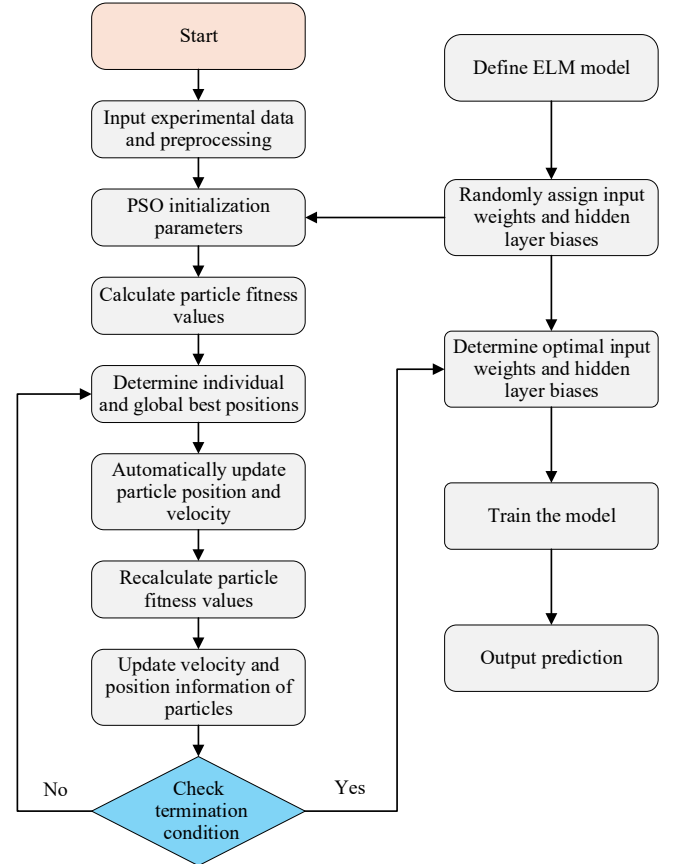 Start
Input experimental data
and preprocessing
PSO initialization
parameters
Calculate particle fitness
values
Determine individual
and global best positions
Automatically update
particle position and
velocity
Recalculate particle
fitness values
Update velocity and
position information of
particles
Check
termination
condition
No
Yes
Define ELM model
Randomly assign input
weights and hidden
layer biases
Determine optimal input
weights and hidden
layer biases
Train the model
Output prediction